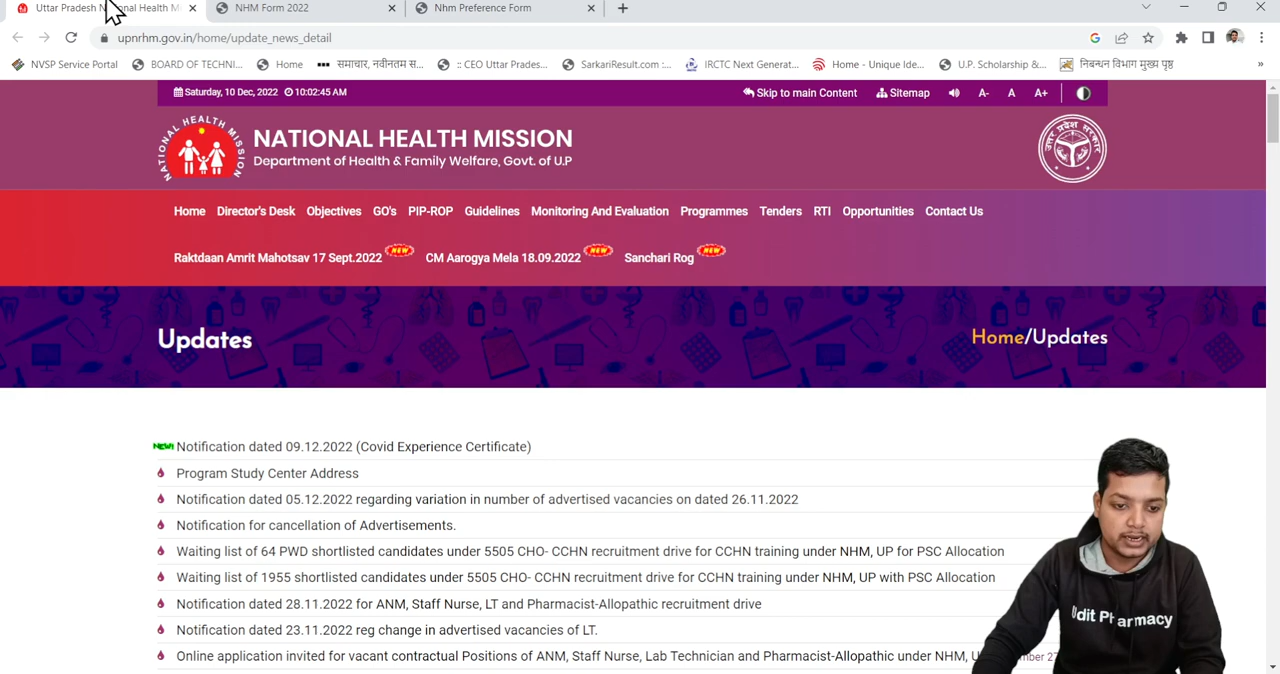 Uttar Pradesh National Health M
NHM Form 2022
Nhm Preference Form
upnrhm.gov.in/home/update_news_detail
NVSP Service Portal
BOARD OF TECHNI...
Home
समाचार, नवीनतम स...
:: CEO Uttar Prades...
SarkariResult.com :...
IRCTC Next Generat...
Home - Unique Ide...
U.P. Scholarship &...
निबन्धन विभाग मुख्य पृष्ठ
»
Saturday, 10 Dec, 2022 10:02:45 AM
Skip to main Content
Sitemap
A-
A
A+
NATIONAL HEALTH MISSION
NATIONAL HEALTH MISSION
Department of Health & Family Welfare, Govt. of U.P
उत्तर प्रदेश सरकार
Home Director's Desk Objectives GO's PIP-ROP Guidelines Monitoring And Evaluation Programmes Tenders RTI Opportunities Contact Us
Raktdaan Amrit Mahotsav 17 Sept.2022 NEW CM Aarogya Mela 18.09.2022 NEW Sanchari Rog NEW
Updates
Home/Updates
NEW! Notification dated 09.12.2022 (Covid Experience Certificate)
Program Study Center Address
Notification dated 05.12.2022 regarding variation in number of advertised vacancies on dated 26.11.2022
Notification for cancellation of Advertisements.
Waiting list of 64 PWD shortlisted candidates under 5505 CHO- CCHN recruitment drive for CCHN training under NHM, UP for PSC Allocation
Waiting list of 1955 shortlisted candidates under 5505 CHO- CCHN recruitment drive for CCHN training under NHM, UP with PSC Allocation
Notification dated 28.11.2022 for ANM, Staff Nurse, LT and Pharmacist-Allopathic recruitment drive
Notification dated 23.11.2022 reg change in advertised vacancies of LT.
Online application invited for vacant contractual Positions of ANM, Staff Nurse, Lab Technician and Pharmacist-Allopathic under NHM, U
Pharmacy